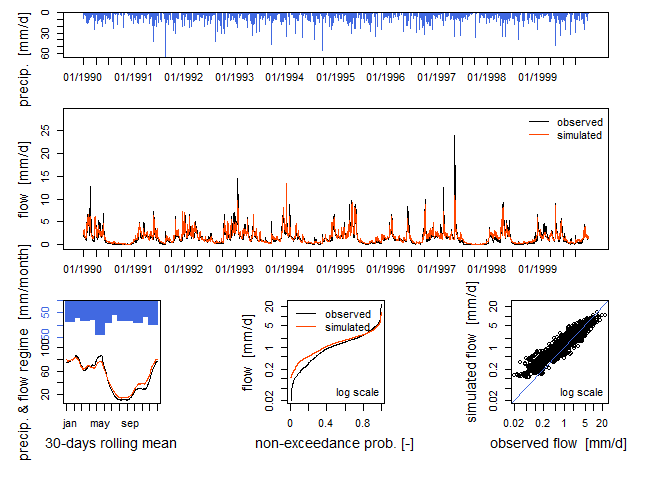 precip. [mm/d]
0
20
40
60
01/1990 01/1991 01/1992 01/1993 01/1994 01/1995 01/1996 01/1997 01/1998 01/1999
flow [mm/d]
25
20
15
10
5
0
observed
simulated
01/1990 01/1991 01/1992 01/1993 01/1994 01/1995 01/1996 01/1997 01/1998 01/1999
precip. & flow regime [mm/month]
50
100
60
20
jan may sep
30-days rolling mean
flow [mm/d]
20
5
1
0.2
0.02
observed
simulated
log scale
0 0.4 0.8
non-exceedance prob. [-]
simulated flow [mm/d]
20
5
1
0.2
0.02
log scale
0.02 0.2 1 5 20
observed flow [mm/d]